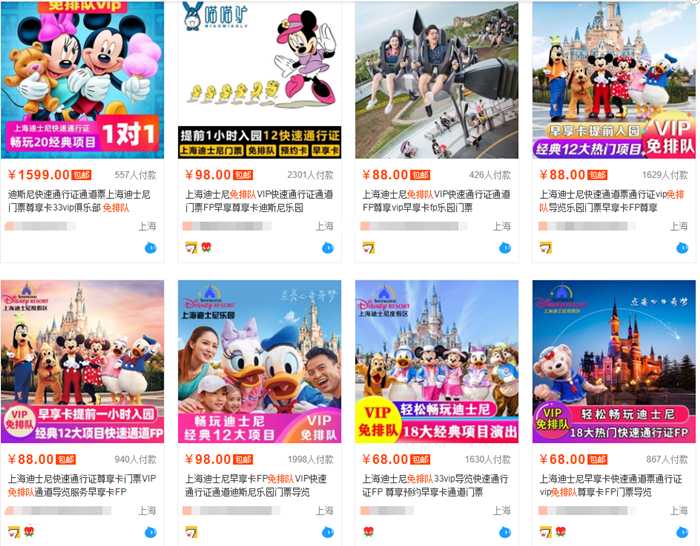 免排队VIP
上海迪士尼快速通行证
畅玩20经典项目
1对1
¥1599.00 包邮 557人付款
迪斯尼快速通行证通道票上海迪士尼
门票尊享卡33vip俱乐部 免排队
上海
喵喵驴
MIAOMIAOLV
提前1小时入园12快速通行证
上海迪士尼门票 免排队 预约卡 早享卡
¥98.00 包邮 2301人付款
上海迪士尼免排队VIP快速通行证通道
门票FP早享尊享卡迪斯尼乐园
上海
¥88.00 包邮 426人付款
上海迪士尼免排队VIP快速通行证通道
FP尊享vip早享卡fp乐园门票
上海
早享卡提前入园
经典12大热门项目
VIP
免排队
¥88.00 包邮 1629人付款
上海迪士尼快速通行证通道票通过vip免排
队导览乐园门票早享卡FP尊享
上海
SHANGHAI
DISNEY RESORT
上海迪士尼度假区
VIP
免排队
早享卡提前一小时入园
经典12大项目快速通道FP
¥88.00 包邮 940人付款
上海迪士尼快速通行证尊享卡门票VIP
免排队通道导览服务早享卡FP
上海
SHANGHAI
DISNEY RESORT
上海迪士尼乐园
点亮心中奇梦
畅玩迪士尼
经典12大项目
VIP
免排队
¥98.00 包邮 1998人付款
上海迪士尼早享卡FP免排队VIP快速
通行证通道迪斯尼乐园门票导览
上海
SHANGHAI
DISNEY RESORT
上海迪士尼度假区
VIP
免排队
轻松畅玩迪士尼
18大经典项目演出
¥68.00 包邮 1630人付款
上海迪士尼免排队33vip导览快速通行
证FP 尊享预约早享卡通道门票
上海
SHANGHAI
DISNEY RESORT
上海迪士尼度假区
点亮心中奇梦
VIP
免排队
轻松畅玩迪士尼
18大热门快速通行证FP
¥68.00 包邮 867人付款
上海迪士尼早享卡快速通行证通道票
vip免排队尊享卡FP门票导览
上海